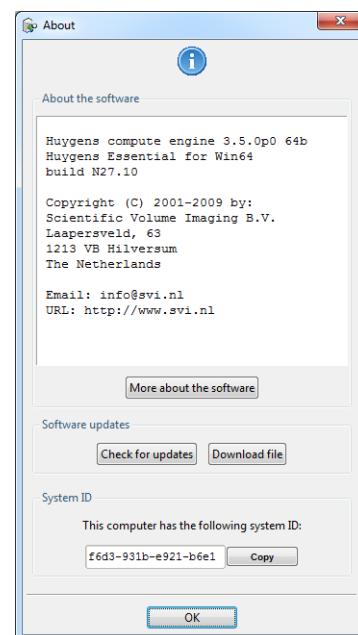 About
About the software
Huygens compute engine 3.5.0p0 64b
Huygens Essential for Win64
build N27.10
Copyright (C) 2001-2009 by:
Scientific Volume Imaging B.V.
Laapersveld, 63
1213 VB Hilversum
The Netherlands
Email: info@svi.nl
URL: http://www.svi.nl
More about the software
Software updates
Check for updates Download file
System ID
This computer has the following system ID:
f6d3-931b-e921-b6e1 Copy
OK